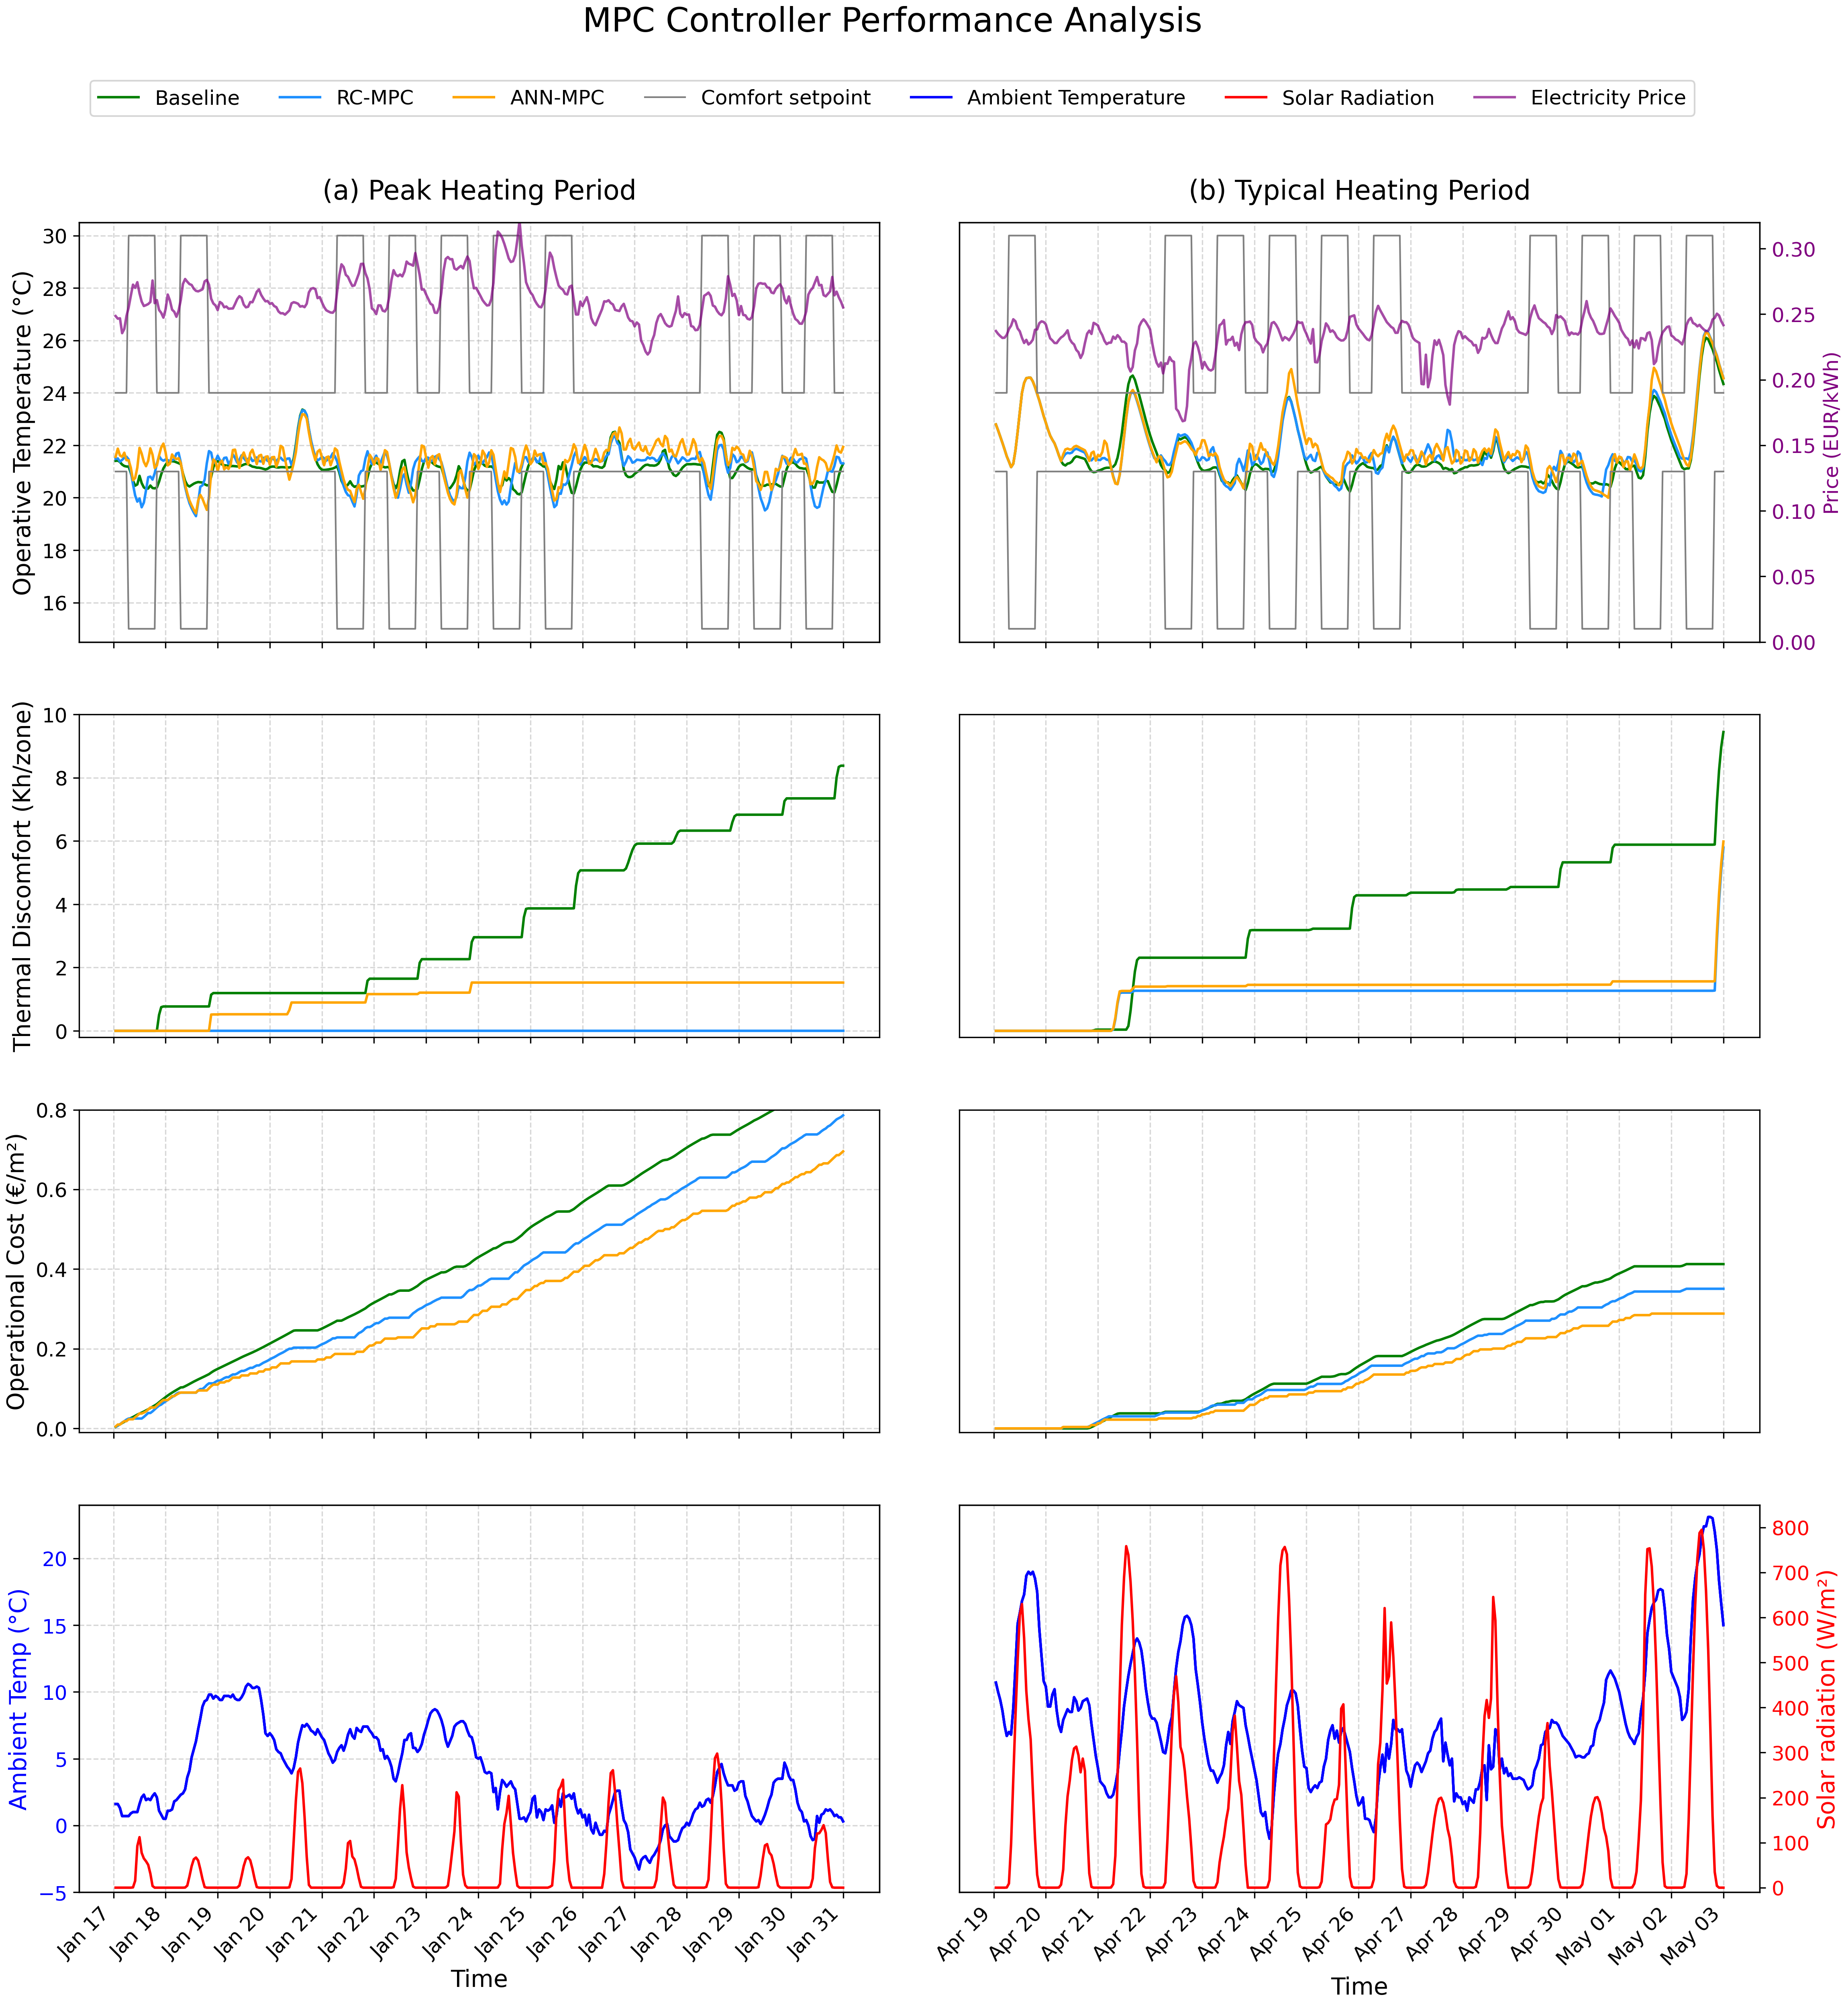 MPC Controller Performance Analysis
Baseline RC-MPC ANN-MPC Comfort setpoint Ambient Temperature Solar Radiation Electricity Price
(a) Peak Heating Period
(b) Typical Heating Period
Operative Temperature (°C)
30
28
26
24
22
20
18
16
0.30
0.25
0.20
0.15
0.10
0.05
0.00
Price (EUR/kWh)
Thermal Discomfort (Kh/zone)
10
8
6
4
2
0
Operational Cost (€/m²)
0.8
0.6
0.4
0.2
0.0
Ambient Temp (°C)
20
15
10
5
0
−5
800
700
600
500
400
300
200
100
0
Solar radiation (W/m²)
Jan 17 Jan 18 Jan 19 Jan 20 Jan 21 Jan 22 Jan 23 Jan 24 Jan 25 Jan 26 Jan 27 Jan 28 Jan 29 Jan 30 Jan 31
Time
Apr 19 Apr 20 Apr 21 Apr 22 Apr 23 Apr 24 Apr 25 Apr 26 Apr 27 Apr 28 Apr 29 Apr 30 May 01 May 02 May 03
Time